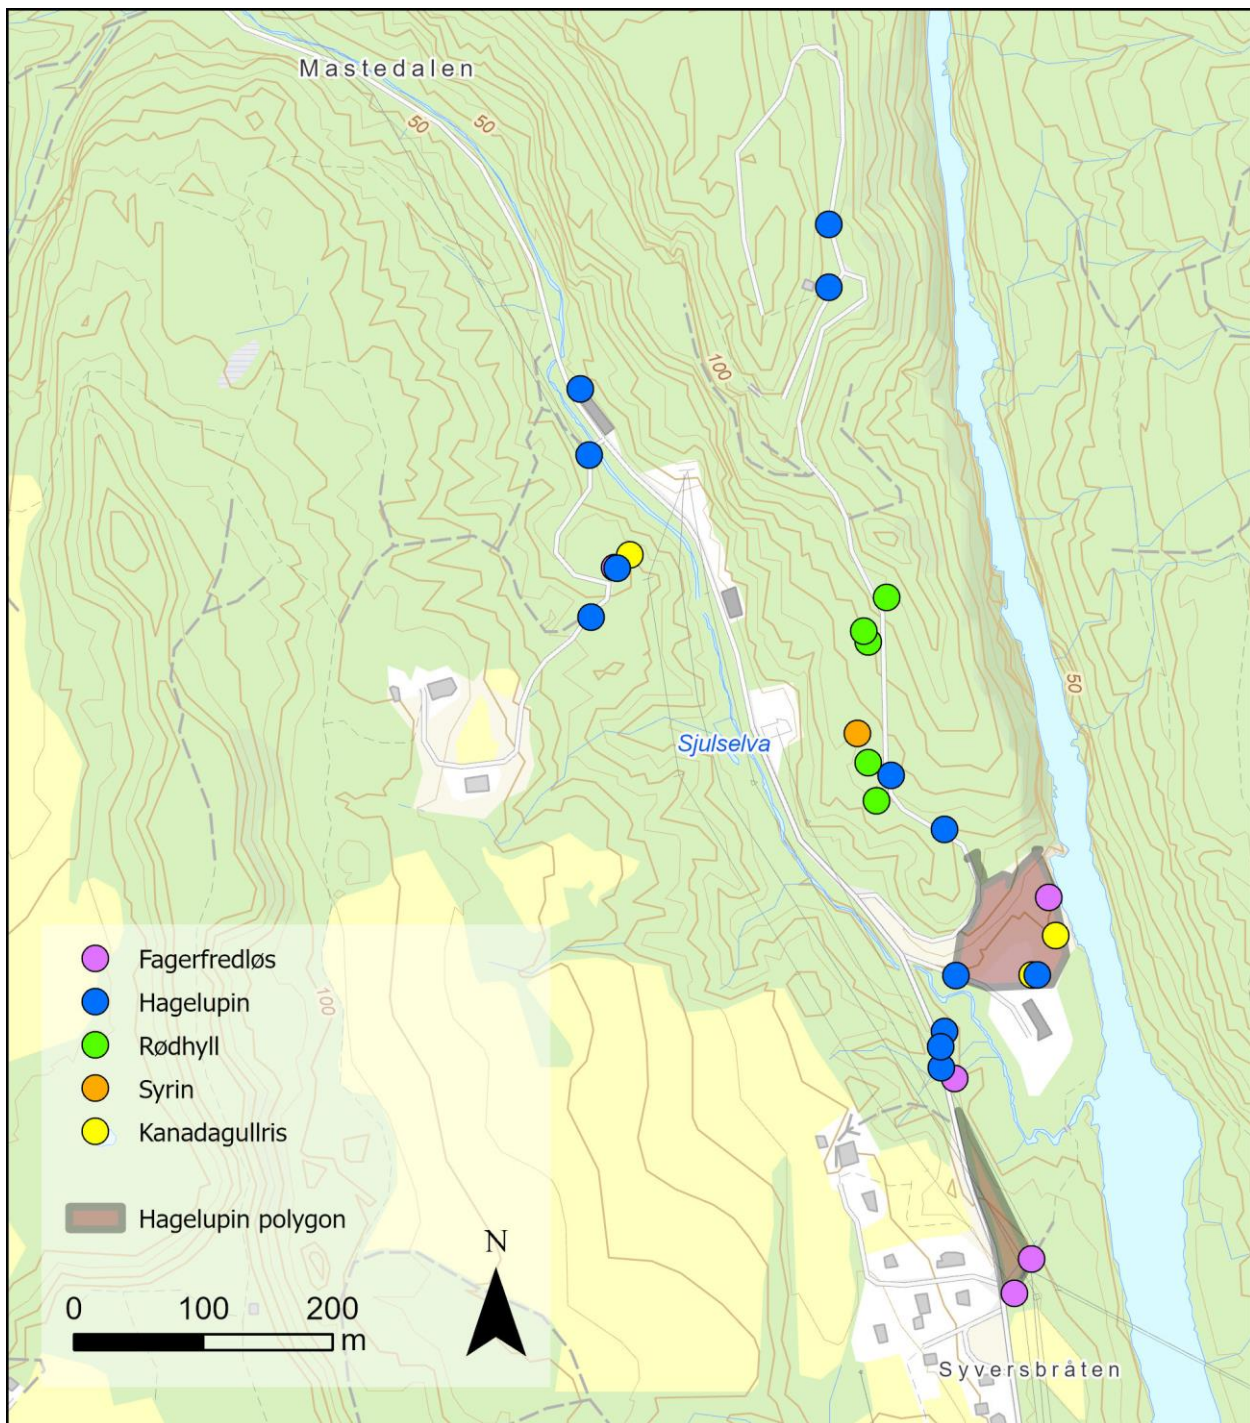 Mastedalen
50
50
100
50
Sjulselva
Fagerfredløs
Hagelupin
Rødhyll
Syrin
Kanadagullris
100
Hagelupin polygon
N
0 100 200
m
Syversbråten